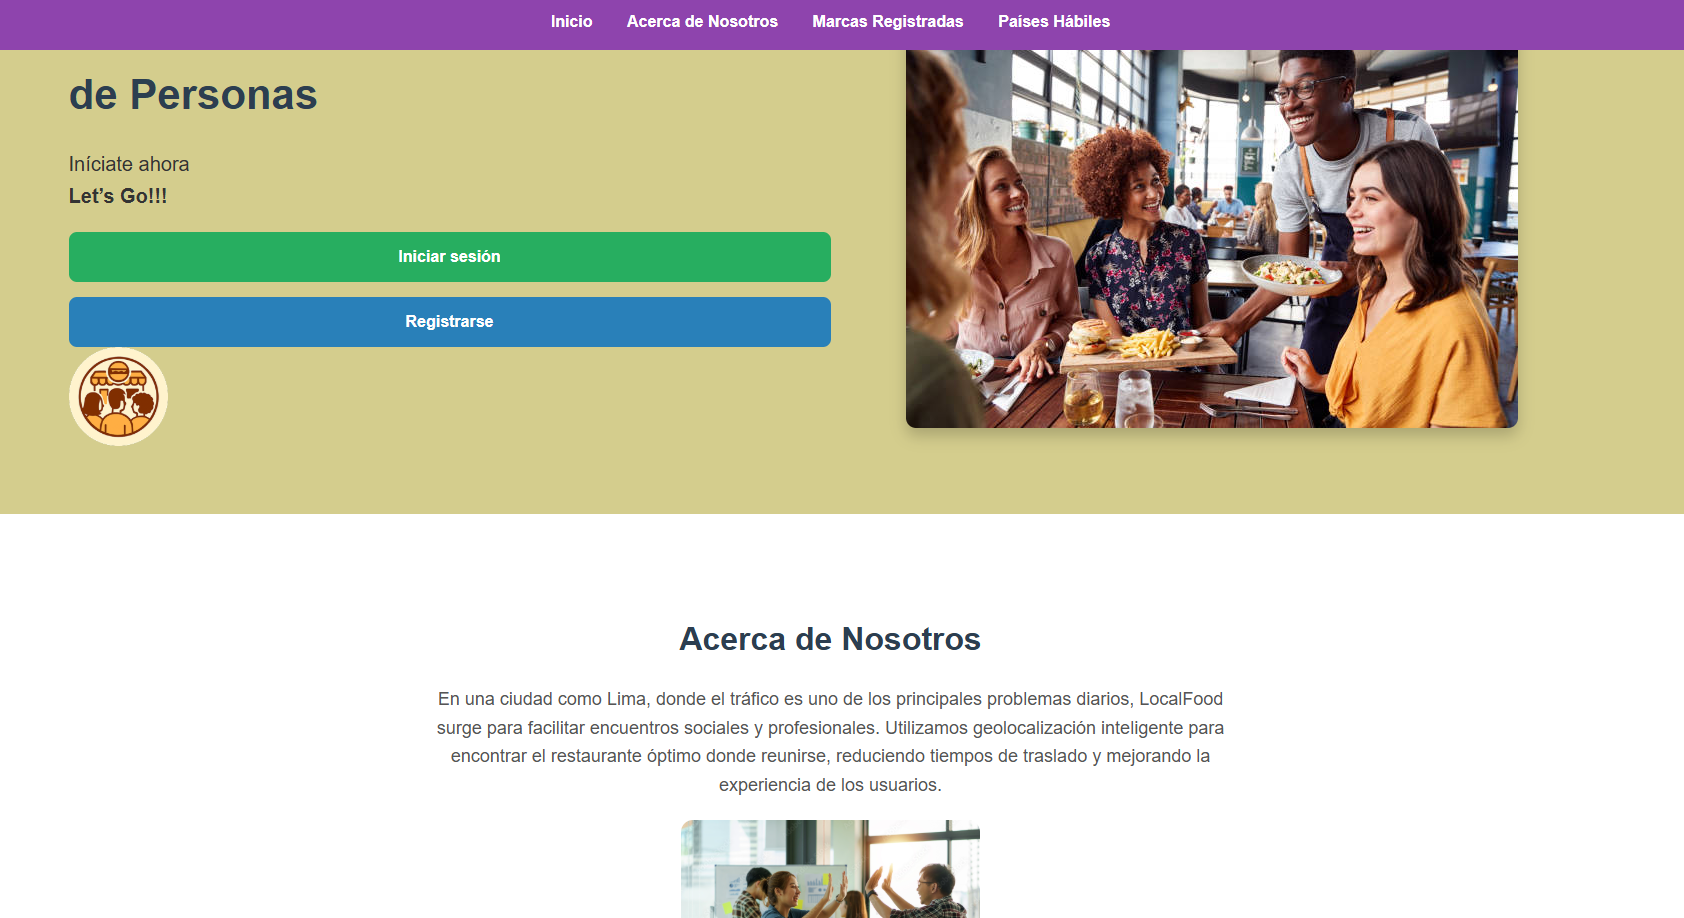 Inicio Acerca de Nosotros Marcas Registradas Países Hábiles
de Personas
Iníciate ahora
Let’s Go!!!
Iniciar sesión
Registrarse
Acerca de Nosotros
En una ciudad como Lima, donde el tráfico es uno de los principales problemas diarios, LocalFood
surge para facilitar encuentros sociales y profesionales. Utilizamos geolocalización inteligente para
encontrar el restaurante óptimo donde reunirse, reduciendo tiempos de traslado y mejorando la
experiencia de los usuarios.